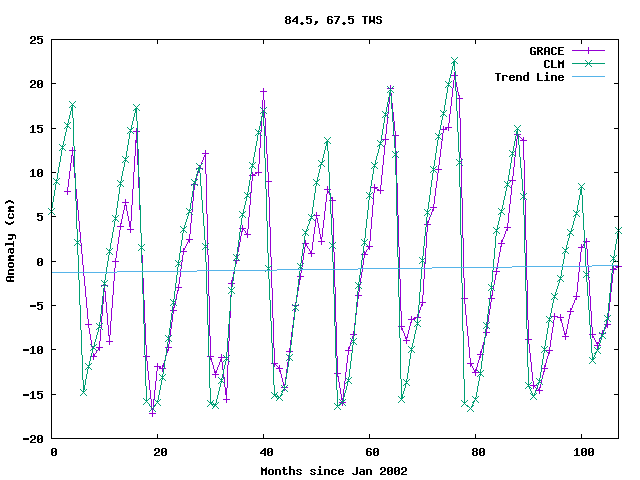 84.5, 67.5 TWS
GRACE
CLM
Trend Line
25
20
15
10
5
0
-5
-10
-15
-20
Anomaly (cm)
0 20 40 60 80 100
Months since Jan 2002